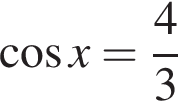 cos x = 4/3